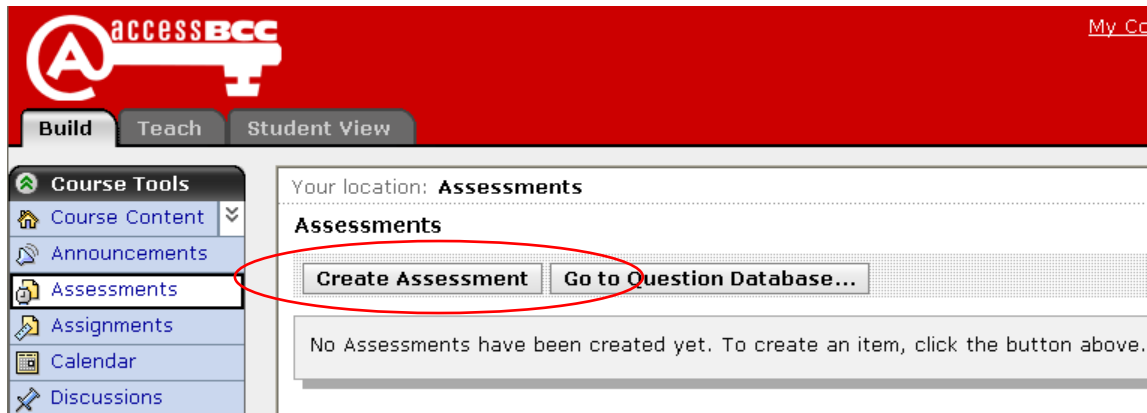 accessBCC
My Co
Build Teach Student View
Course Tools
Course Content
Announcements
Assessments
Assignments
Calendar
Discussions
Your location: Assessments
Assessments
Create Assessment Go to Question Database...
No Assessments have been created yet. To create an item, click the button above.